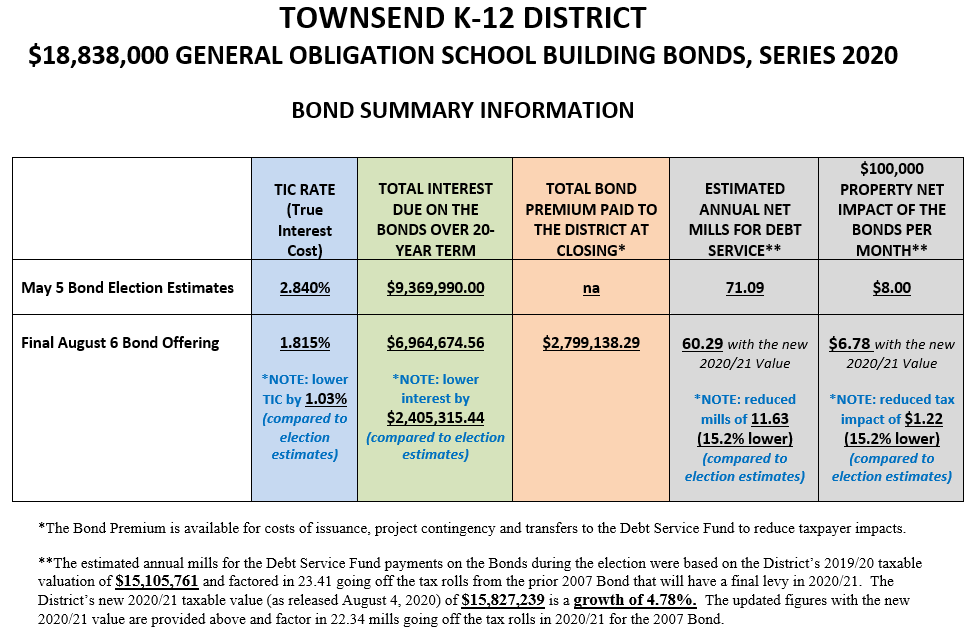 TOWNSEND K-12 DISTRICT
$18,838,000 GENERAL OBLIGATION SCHOOL BUILDING BONDS, SERIES 2020
BOND SUMMARY INFORMATION
TIC RATE
(True
Interest
Cost)
TOTAL INTEREST
DUE ON THE
BONDS OVER 20-
YEAR TERM
TOTAL BOND
PREMIUM PAID TO
THE DISTRICT AT
CLOSING*
ESTIMATED
ANNUAL NET
MILLS FOR DEBT
SERVICE**
$100,000
PROPERTY NET
IMPACT OF THE
BONDS PER
MONTH**
May 5 Bond Election Estimates
2.840%
$9,369,990.00
na
71.09
$8.00
Final August 6 Bond Offering
1.815%
*NOTE: lower
TIC by 1.03%
(compared to
election
estimates)
$6,964,674.56
*NOTE: lower
interest by
$2,405,315.44
(compared to election
estimates)
$2,799,138.29
60.29 with the new
2020/21 Value
*NOTE: reduced
mills of 11.63
(15.2% lower)
(compared to
election estimates)
$6.78 with the new
2020/21 Value
*NOTE: reduced tax
impact of $1.22
(15.2% lower)
(compared to
election estimates)
*The Bond Premium is available for costs of issuance, project contingency and transfers to the Debt Service Fund to reduce taxpayer impacts.
**The estimated annual mills for the Debt Service Fund payments on the Bonds during the election were based on the District's 2019/20 taxable
valuation of $15,105,761 and factored in 23.41 going off the tax rolls from the prior 2007 Bond that will have a final levy in 2020/21. The
District's new 2020/21 taxable value (as released August 4, 2020) of $15,827,239 is a growth of 4.78%. The updated figures with the new
2020/21 value are provided above and factor in 22.34 mills going off the tax rolls in 2020/21 for the 2007 Bond.